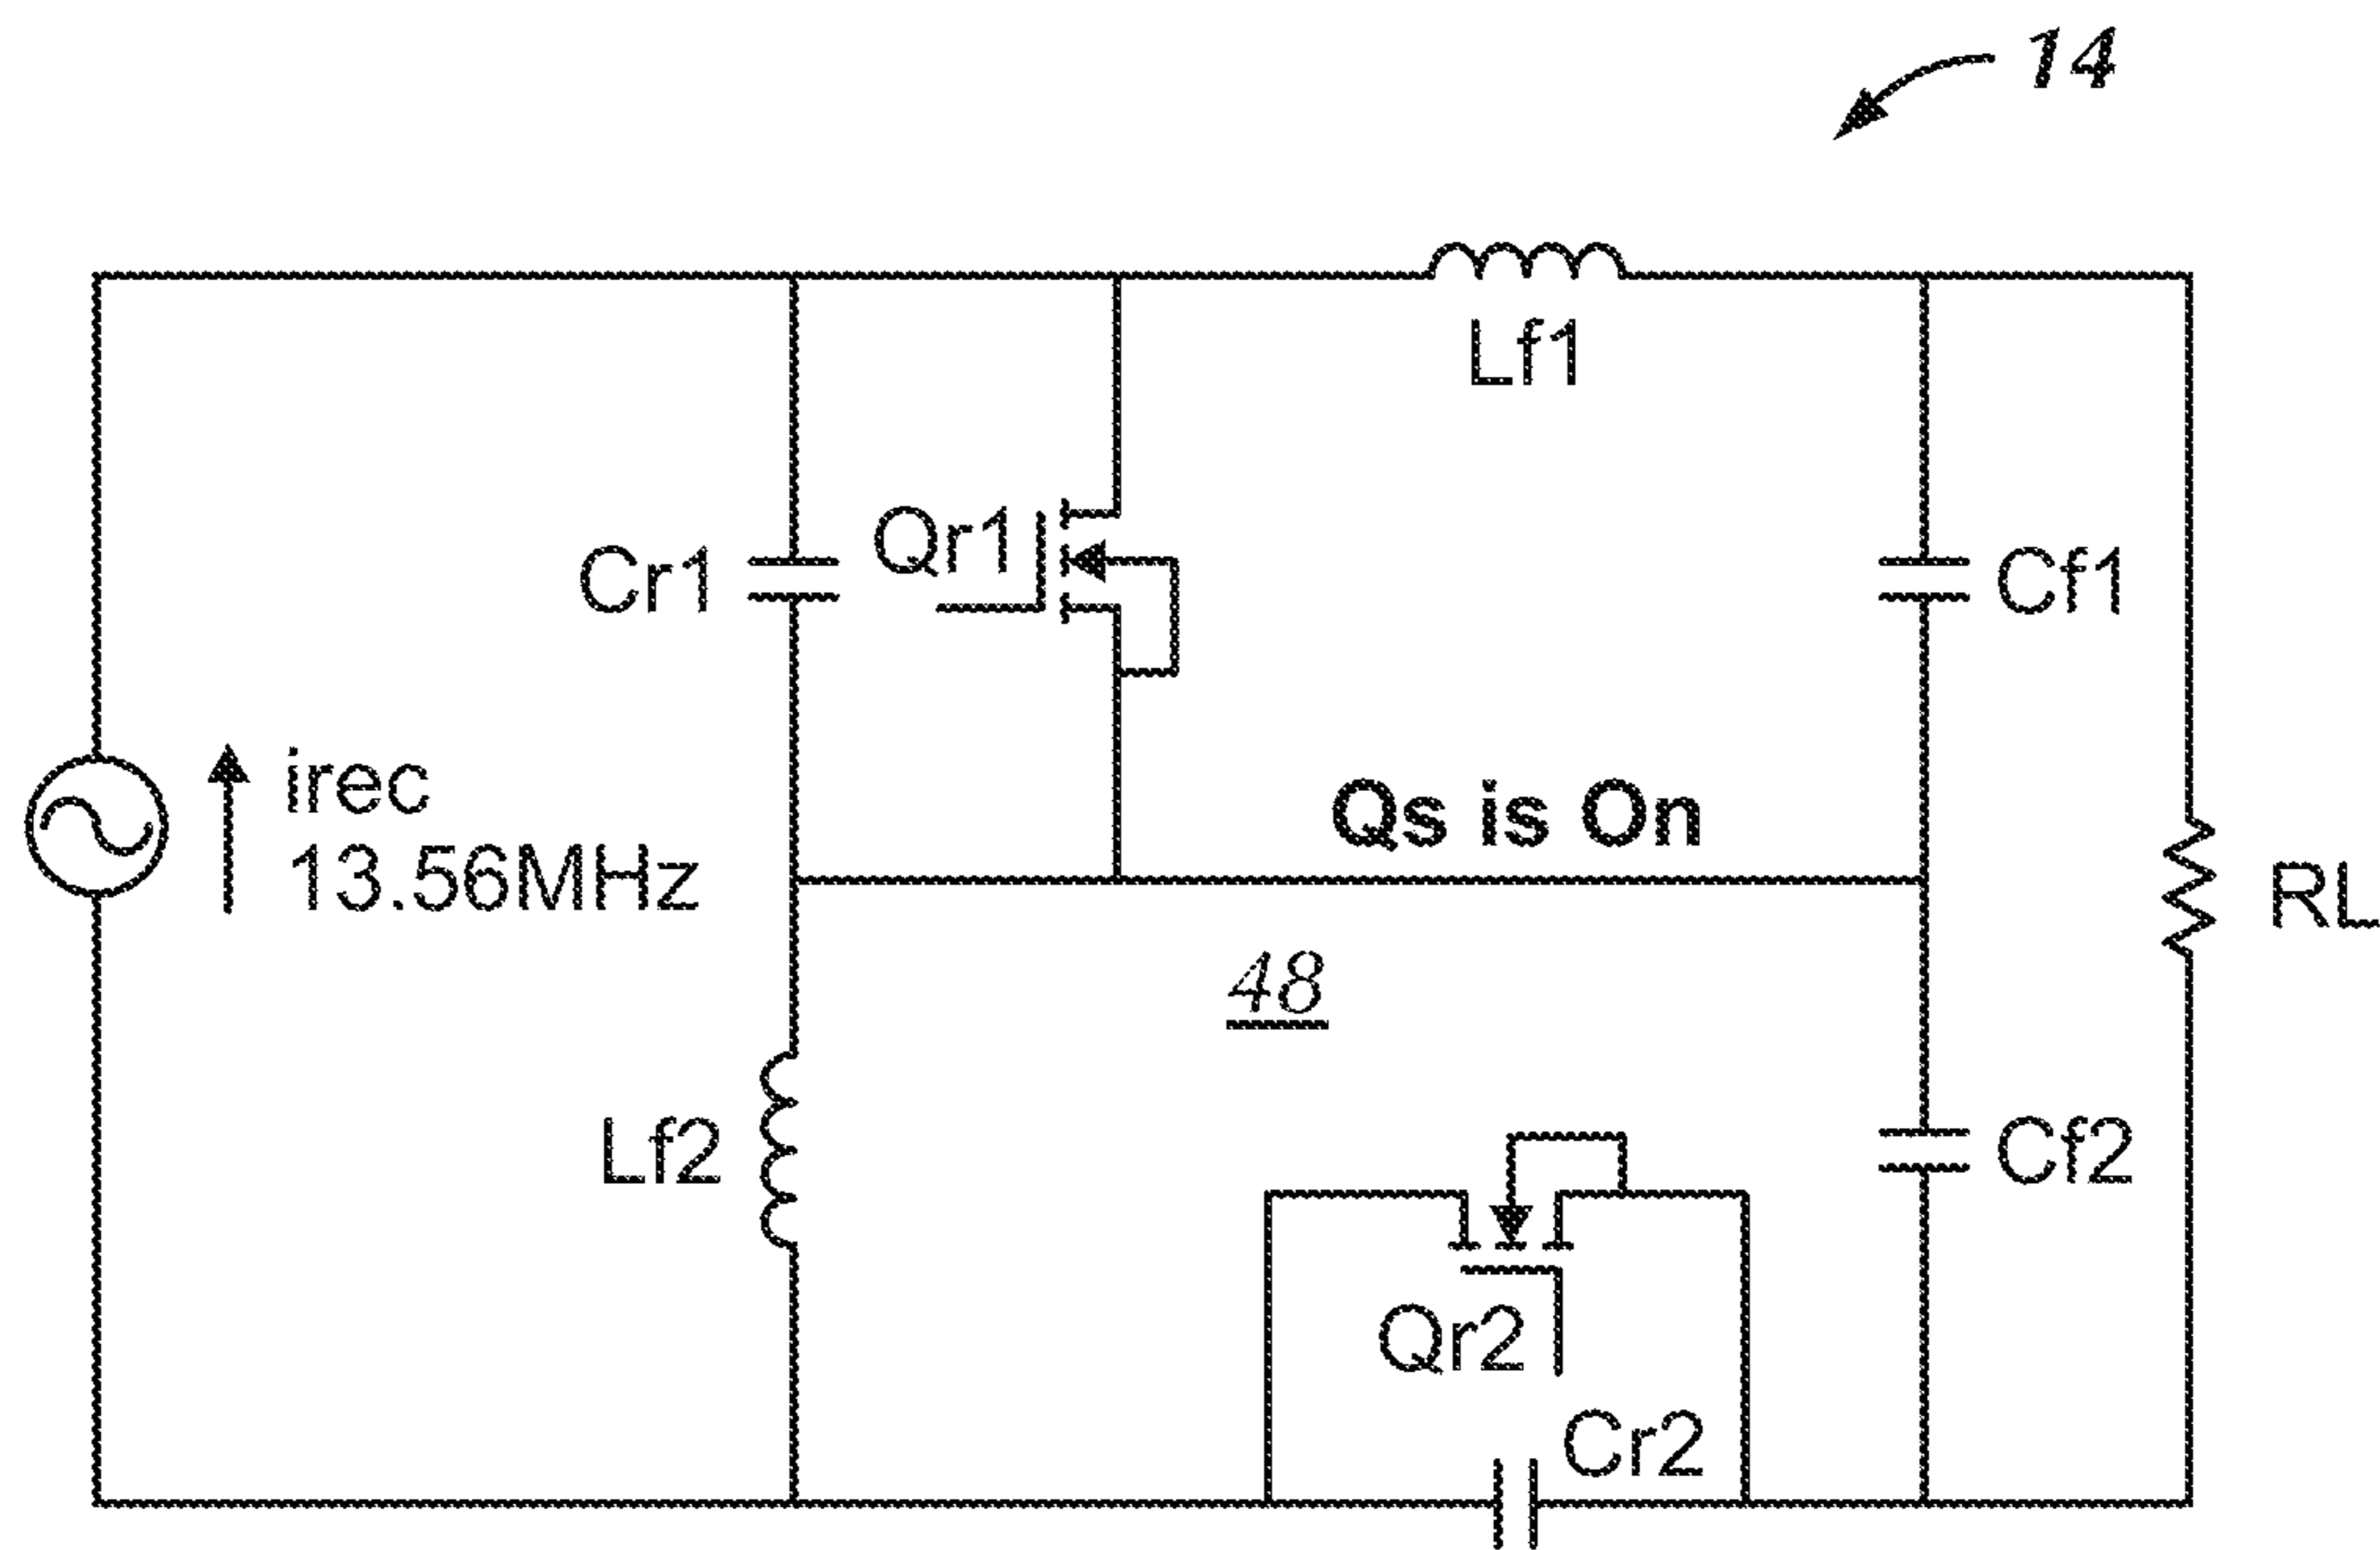 14
Lf1
Qr1
Cr1
Cf1
irec
13.56MHz
Qs is On
RL
48
Lf2
Cf2
Qr2
Cr2